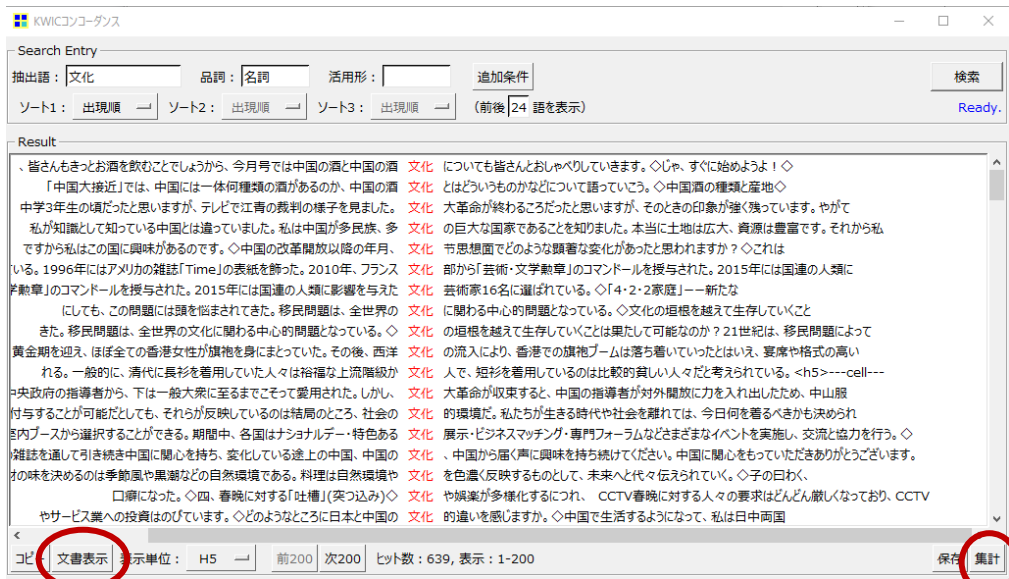 KWICコンコーダンス
Search Entry
抽出語： 文化 品詞： 名詞 活用形： 追加条件 検索
ソート1： 出現順 ソート2： 出現順 ソート3： 出現順 (前後 24 語を表示) Ready.
Result
、皆さんもきっとお酒を飲むことでしょうから、今月号では中国の酒と中国の酒 文化 についても皆さんとおしゃべりしていきます。◇じゃ、すぐに始めようよ！◇
「中国大接近」では、中国には一体何種類の酒があるのか、中国の酒 文化 とはどういうものかなどについて語っていこう。◇中国酒の種類と産地◇
中学3年生の頃だったと思いますが、テレビで江青の裁判の様子を見ました。 文化 大革命が終わるころだったと思いますが、そのときの印象が強く残っています。やがて
私が知識として知っている中国とは違っていました。私は中国が多民族、多 文化 の巨大な国家であることを知りました。本当に土地は広大、資源は豊富です。それから私
ですから私はこの国に興味があるのです。◇中国の改革開放以降の年月、 文化 节思想面でどのような顕著な変化があったと思われますか？◇これは
いる。1996年にはアメリカの雑誌「Time」の表紙を飾った。2010年、フランス 文化 部から「芸術・文学勲章」のコマンドールを授与された。2015年には国連の人類に
勲章」のコマンドールを授与された。2015年には国連の人類に影響を与えた 文化 芸術家16名に選ばれている。◇「4・2・2家庭」ーー新たな
にしても、この問題には頭を悩まされてきた。移民問題は、全世界の 文化 に関わる中心的問題となっている。◇文化の垣根を越えて生存していくこと
きた。移民問題は、全世界の文化に関わる中心的問題となっている。◇ 文化 の垣根を越えて生存していくことは果たして可能なのか？21世紀は、移民問題によって
黄金期を迎え、ほぼ全ての香港女性が旗袍を身にまとっていた。その後、西洋 文化 の流入により、香港での旗袍ブームは落ち着いていったとはいえ、宴席や格式の高い
れる。一般的に、清代に長衫を着用していた人々は裕福な上流階級か 文化 人で、短衫を着用しているのは比較的貧しい人々だと考えられている。<h5>---cell---
中央政府の指導者から、下は一般大衆に至るまでこぞって愛用された。しかし、 文化 大革命が収束すると、中国の指導者が対外開放に力を入れ出したため、中山服
付与することが可能だとしても、それらが反映しているのは結局のところ、社会の 文化 的環境だ。私たちが生きる時代や社会を離れては、今日何を着るべきかも決められ
内ブースから選択することができる。期間中、各国はナショナルデー・特色ある 文化 展示・ビジネスマッチング・専門フォーラムなどさまざまなイベントを実施し、交流と協力を行う。◇
雑誌を通して引き続き中国に関心を持ち、変化している途上の中国、中国の 文化 、中国から届く声に興味を持ち続けてください。中国に関心をもっていただきありがとうございます。
の味を決めるのは季節風や黒潮などの自然環境である。料理は自然環境や 文化 を色濃く反映するものとして、未来へと代々伝えられていく。◇子の曰わく、
口癖になった。◇四、春晩に対する「吐槽」(突っ込み)◇ 文化 や娯楽が多様化するにつれ、 CCTV春晩に対する人々の要求はどんどん厳しくなっており、CCTV
やサービス業への投資はのびています。◇どのようなところに日本と中国の 文化 的違いを感じますか。◇中国で生活するようになって、私は日中両国
コピー 文書表示 表示単位： H5 前200 次200 ヒット数：639, 表示：1-200 保存 集計